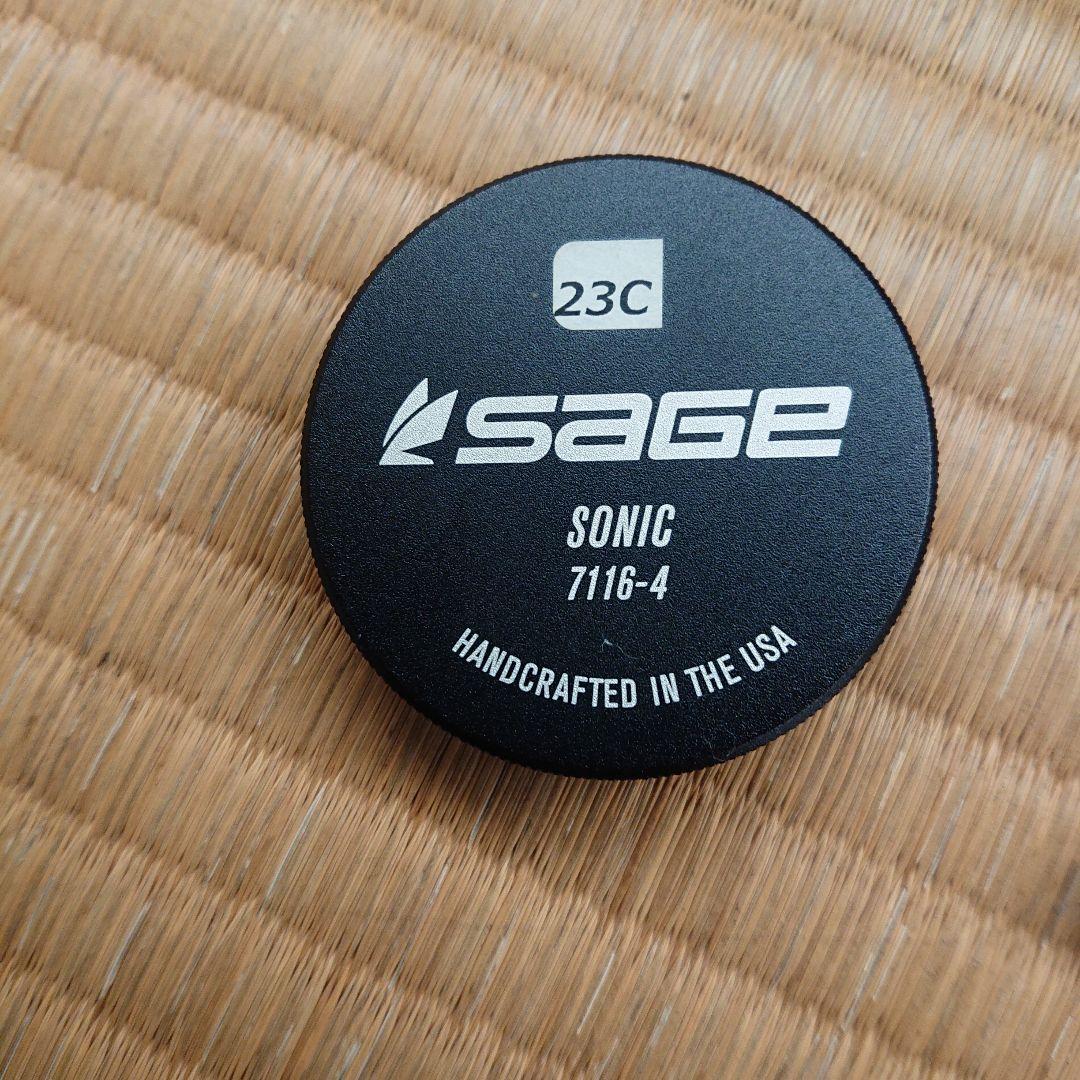 23C
SAGE
SONIC
7116-4
HANDCRAFTED IN THE USA